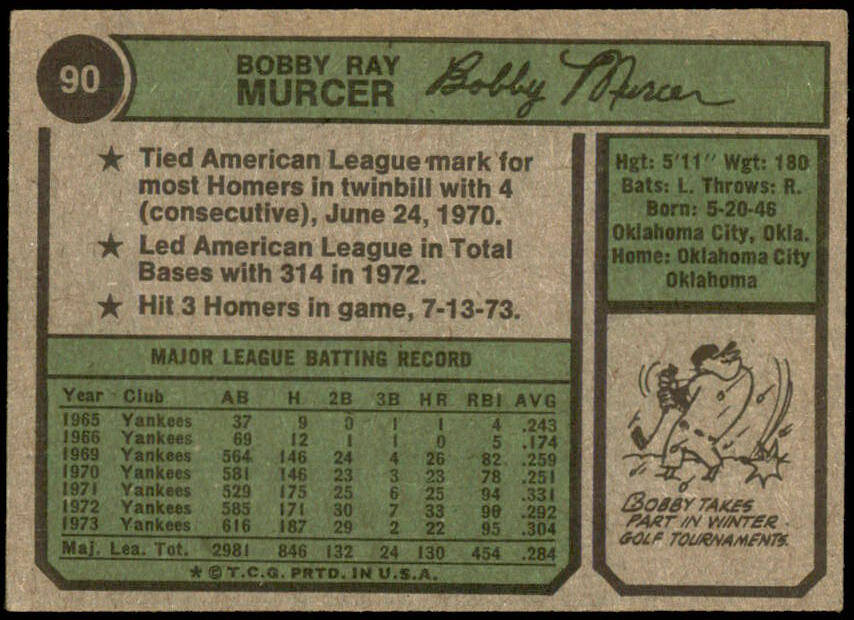 90
BOBBY RAY
MURCER
Bobby Murcer
★ Tied American League mark for
most Homers in twinbill with 4
(consecutive), June 24, 1970.
★ Led American League in Total
Bases with 314 in 1972.
★ Hit 3 Homers in game, 7-13-73.
Hgt: 5'11" Wgt: 180
Bats: L. Throws: R.
Born: 5-20-46
Oklahoma City, Okla.
Home: Oklahoma City
Oklahoma
MAJOR LEAGUE BATTING RECORD
Year Club AB H 2B 3B HR RBI AVG
1965 Yankees 37 9 0 1 1 4 .243
1966 Yankees 69 12 1 1 0 5 .174
1969 Yankees 564 146 24 4 26 82 .259
1970 Yankees 581 146 23 3 23 78 .251
1971 Yankees 529 175 25 6 25 94 .331
1972 Yankees 585 171 30 7 33 96 .292
1973 Yankees 616 187 29 2 22 95 .304
Maj. Lea. Tot. 2981 846 132 24 130 454 .284
★ © T.C.G. PRTD. IN U.S.A.
BOBBY TAKES
PART IN WINTER
GOLF TOURNAMENTS.